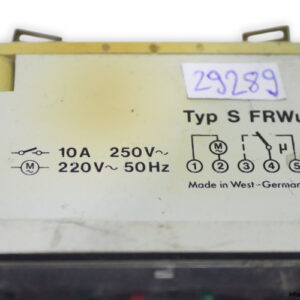 29289
Typ S FRWu
10A 250V~
M 220V~ 50Hz
M µ
1 2 3 4 5
Made in West-German